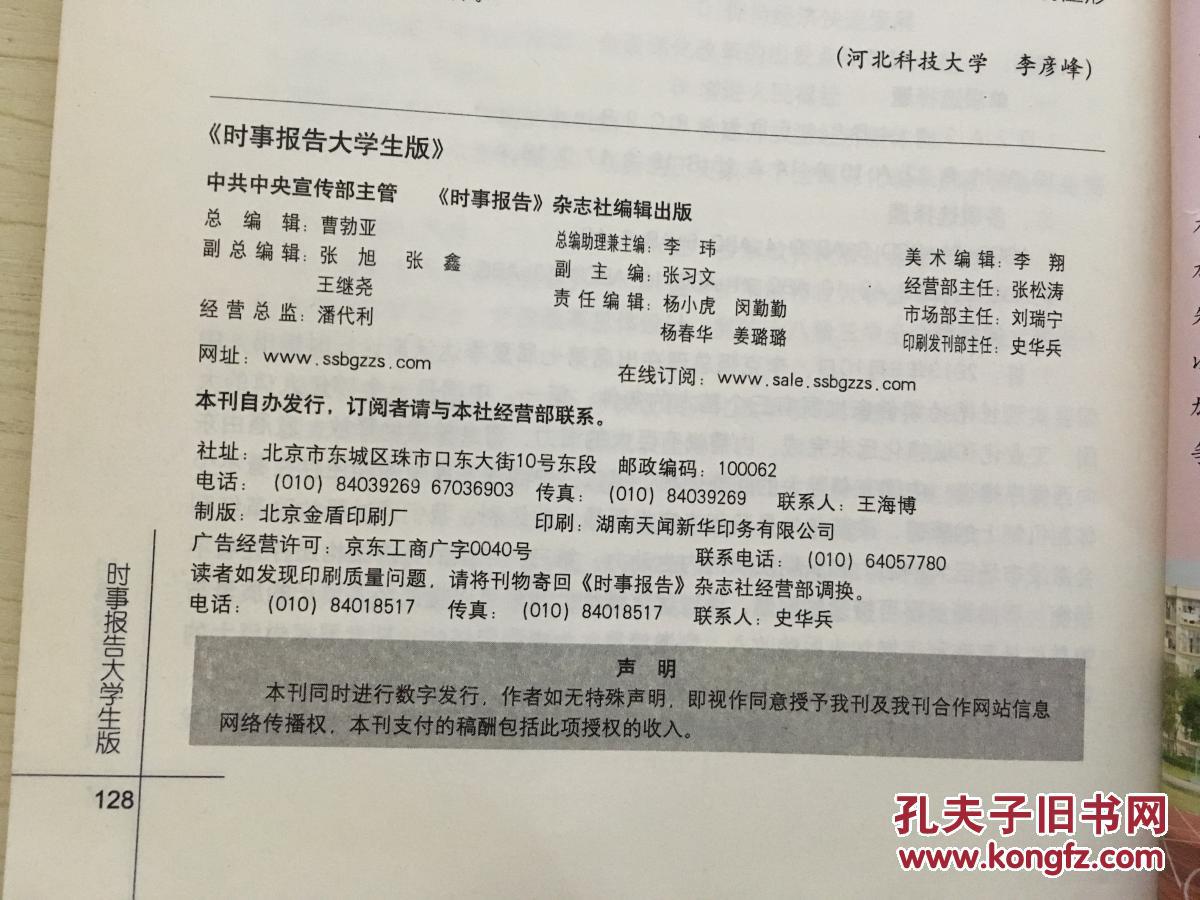 (河北科技大学 李彦峰)
《时事报告大学生版》
中共中央宣传部主管 《时事报告》杂志社编辑出版
总编辑：曹勃亚 总编助理兼主编：李 玮 美术编辑：李 翔
副总编辑：张 旭 张 鑫 副主编：张习文 经营部主任：张松涛
王继尧 责任编辑：杨小虎 闵勤勤 市场部主任：刘瑞宁
经营总监：潘代利 杨春华 姜璐璐 印刷发刊部主任：史华兵
网址：www.ssbgzzs.com 在线订阅：www.sale.ssbgzzs.com
本刊自办发行，订阅者请与本社经营部联系。
社址：北京市东城区珠市口东大街10号东段 邮政编码：100062
电话：(010) 84039269 67036903 传真：(010) 84039269 联系人：王海博
制版：北京金盾印刷厂 印刷：湖南天闻新华印务有限公司
广告经营许可：京东工商广字0040号 联系电话：(010) 64057780
读者如发现印刷质量问题，请将刊物寄回《时事报告》杂志社经营部调换。
电话：(010) 84018517 传真：(010) 84018517 联系人：史华兵
声 明
本刊同时进行数字发行，作者如无特殊声明，即视作同意授予我刊及我刊合作网站信息
网络传播权，本刊支付的稿酬包括此项授权的收入。
时事报告大学生版
128
孔夫子旧书网
www.kongfz.com